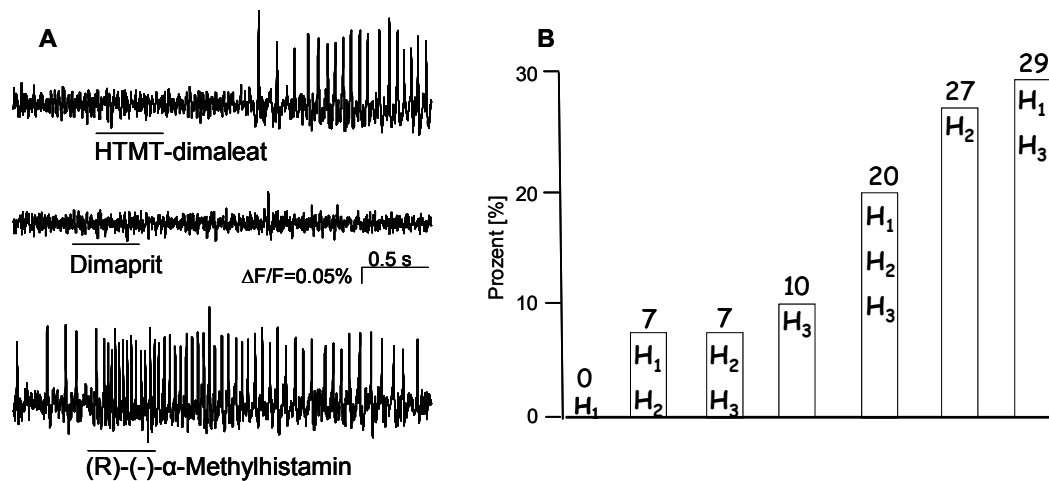 A
HTMT-dimaleat
Dimaprit
ΔF/F=0.05%
0.5 s
(R)-(-)-α-Methylhistamin
B
Prozent [%]
30
20
10
0
0
H₁
7
H₁
H₂
7
H₂
H₃
10
H₃
20
H₁
H₂
H₃
27
H₂
29
H₁
H₃